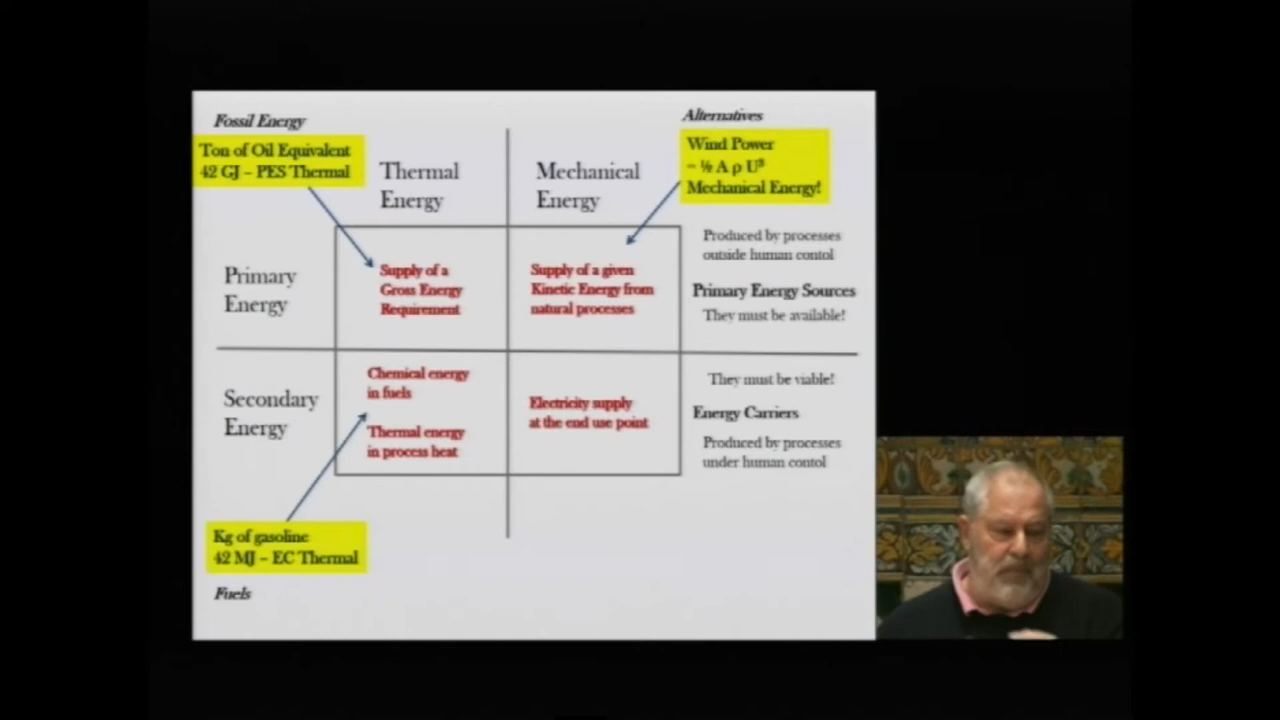 Fossil Energy
Alternatives
Ton of Oil Equivalent
42 GJ – PES Thermal
Wind Power
– ½ A ρ U³
Mechanical Energy!
Thermal
Energy
Mechanical
Energy
Produced by processes
outside human contol
Primary
Energy
Supply of a
Gross Energy
Requirement
Supply of a given
Kinetic Energy from
natural processes
Primary Energy Sources
They must be available!
Secondary
Energy
Chemical energy
in fuels
Thermal energy
in process heat
Electricity supply
at the end use point
They must be viable!
Energy Carriers
Produced by processes
under human contol
Kg of gasoline
42 MJ – EC Thermal
Fuels